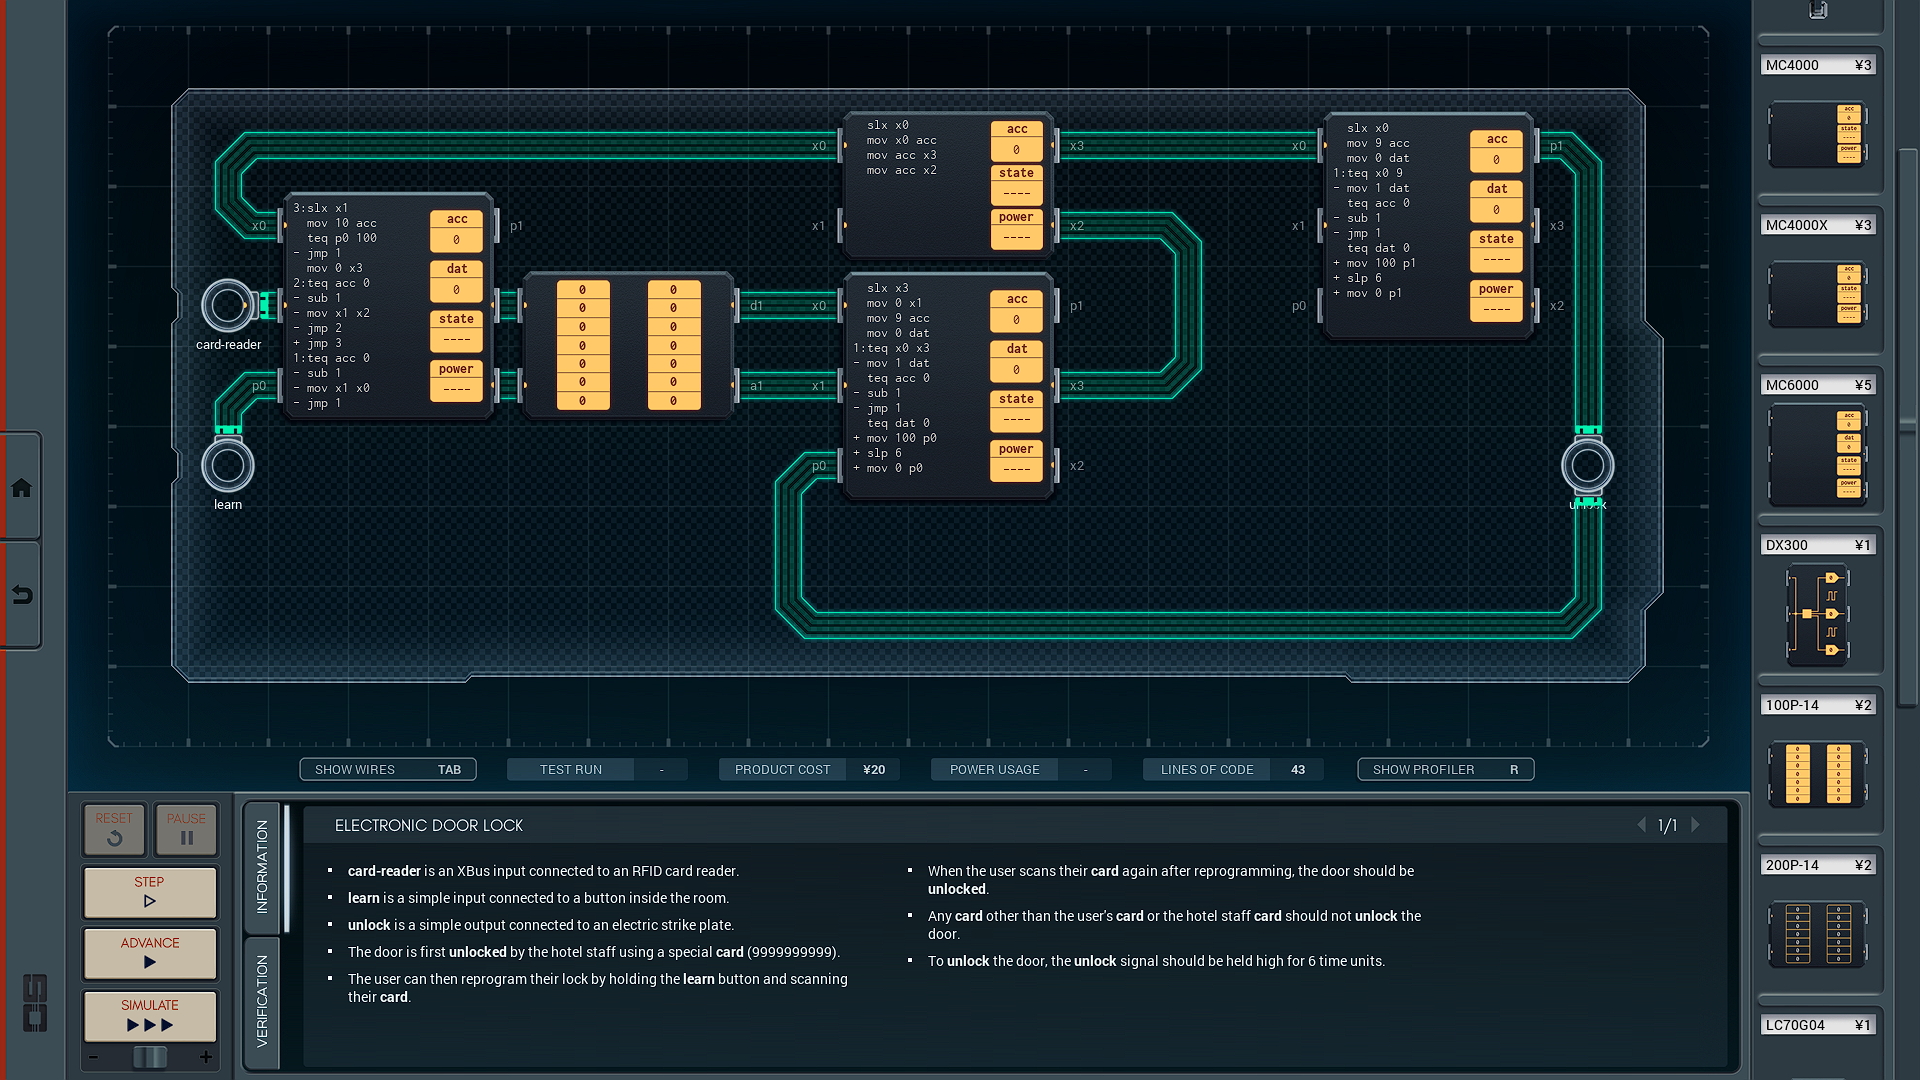 slx x0
mov x0 acc
mov acc x3
mov acc x2
acc
0
state
----
power
----
x0
x1
x3
x2
slx x0
mov 9 acc
mov 0 dat
1:teq x0 9
- mov 1 dat
teq acc 0
- sub 1
- jmp 1
teq dat 0
+ mov 100 p1
+ slp 6
+ mov 0 p1
acc
0
dat
0
state
----
power
----
x0
x1
p0
p1
x3
x2
3:slx x1
mov 10 acc
teq p0 100
- jmp 1
mov 0 x3
2:teq acc 0
- sub 1
- mov x1 x2
- jmp 2
+ jmp 3
1:teq acc 0
- sub 1
- mov x1 x0
- jmp 1
acc
0
dat
0
state
----
power
----
x0
p0
p1
card-reader
learn
0 0
0 0
0 0
0 0
0 0
0 0
0 0
d1
a1
slx x3
mov 0 x1
mov 9 acc
mov 0 dat
1:teq x0 x3
- mov 1 dat
teq acc 0
- sub 1
- jmp 1
teq dat 0
+ mov 100 p0
+ slp 6
+ mov 0 p0
acc
0
dat
0
state
----
power
----
x0
x1
p0
p1
x3
x2
MC4000 ¥3
MC4000X ¥3
MC6000 ¥5
DX300 ¥1
100P-14 ¥2
200P-14 ¥2
LC70G04 ¥1
SHOW WIRES TAB
TEST RUN -
PRODUCT COST ¥20
POWER USAGE -
LINES OF CODE 43
SHOW PROFILER R
RESET
PAUSE
STEP
ADVANCE
SIMULATE
- +
INFORMATION
VERIFICATION
ELECTRONIC DOOR LOCK
1/1
▪ card-reader is an XBus input connected to an RFID card reader.
▪ learn is a simple input connected to a button inside the room.
▪ unlock is a simple output connected to an electric strike plate.
▪ The door is first unlocked by the hotel staff using a special card (9999999999).
▪ The user can then reprogram their lock by holding the learn button and scanning
their card.
▪ When the user scans their card again after reprogramming, the door should be
unlocked.
▪ Any card other than the user's card or the hotel staff card should not unlock the
door.
▪ To unlock the door, the unlock signal should be held high for 6 time units.